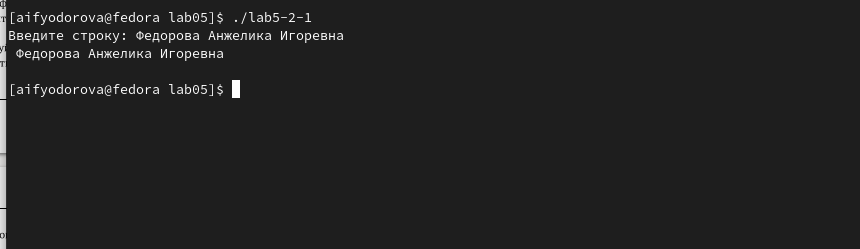 [aifyodorova@fedora lab05]$ ./lab5-2-1
Введите строку: Федорова Анжелика Игоревна
 Федорова Анжелика Игоревна
[aifyodorova@fedora lab05]$